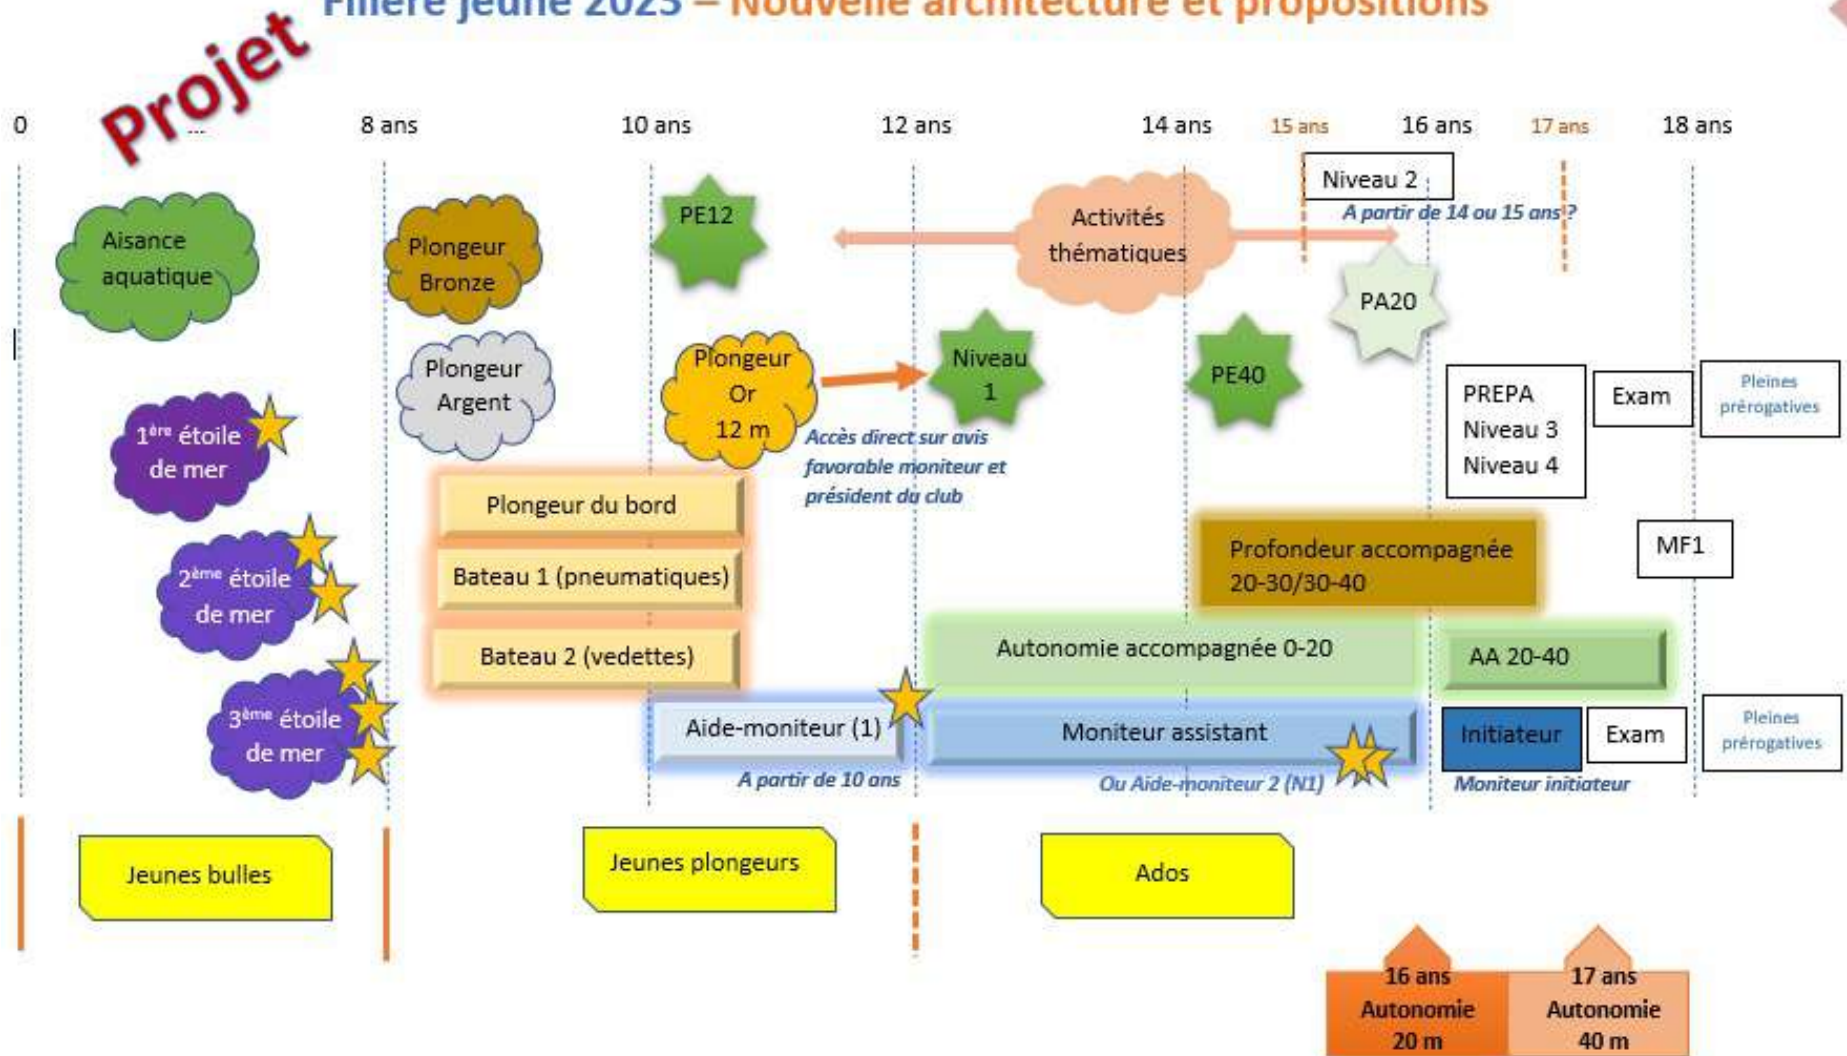 Filière jeune 2025 – Nouvelle architecture et propositions
Projet
0
...
8 ans
10 ans
12 ans
14 ans
15 ans
16 ans
17 ans
18 ans
Niveau 2
A partir de 14 ou 15 ans ?
Aisance
aquatique
Plongeur
Bronze
PE12
Activités
thématiques
PA20
Plongeur
Argent
Plongeur
Or
12 m
Niveau
1
PE40
Accès direct sur avis
favorable moniteur et
président du club
PREPA
Niveau 3
Niveau 4
Exam
Pleines
prérogatives
1ère étoile
de mer
Plongeur du bord
2ème étoile
de mer
Bateau 1 (pneumatiques)
Profondeur accompagnée
20-30/30-40
MF1
Bateau 2 (vedettes)
Autonomie accompagnée 0-20
AA 20-40
3ème étoile
de mer
Aide-moniteur (1)
A partir de 10 ans
Moniteur assistant
Ou Aide-moniteur 2 (N1)
Initiateur
Moniteur initiateur
Exam
Pleines
prérogatives
Jeunes bulles
Jeunes plongeurs
Ados
16 ans
Autonomie
20 m
17 ans
Autonomie
40 m